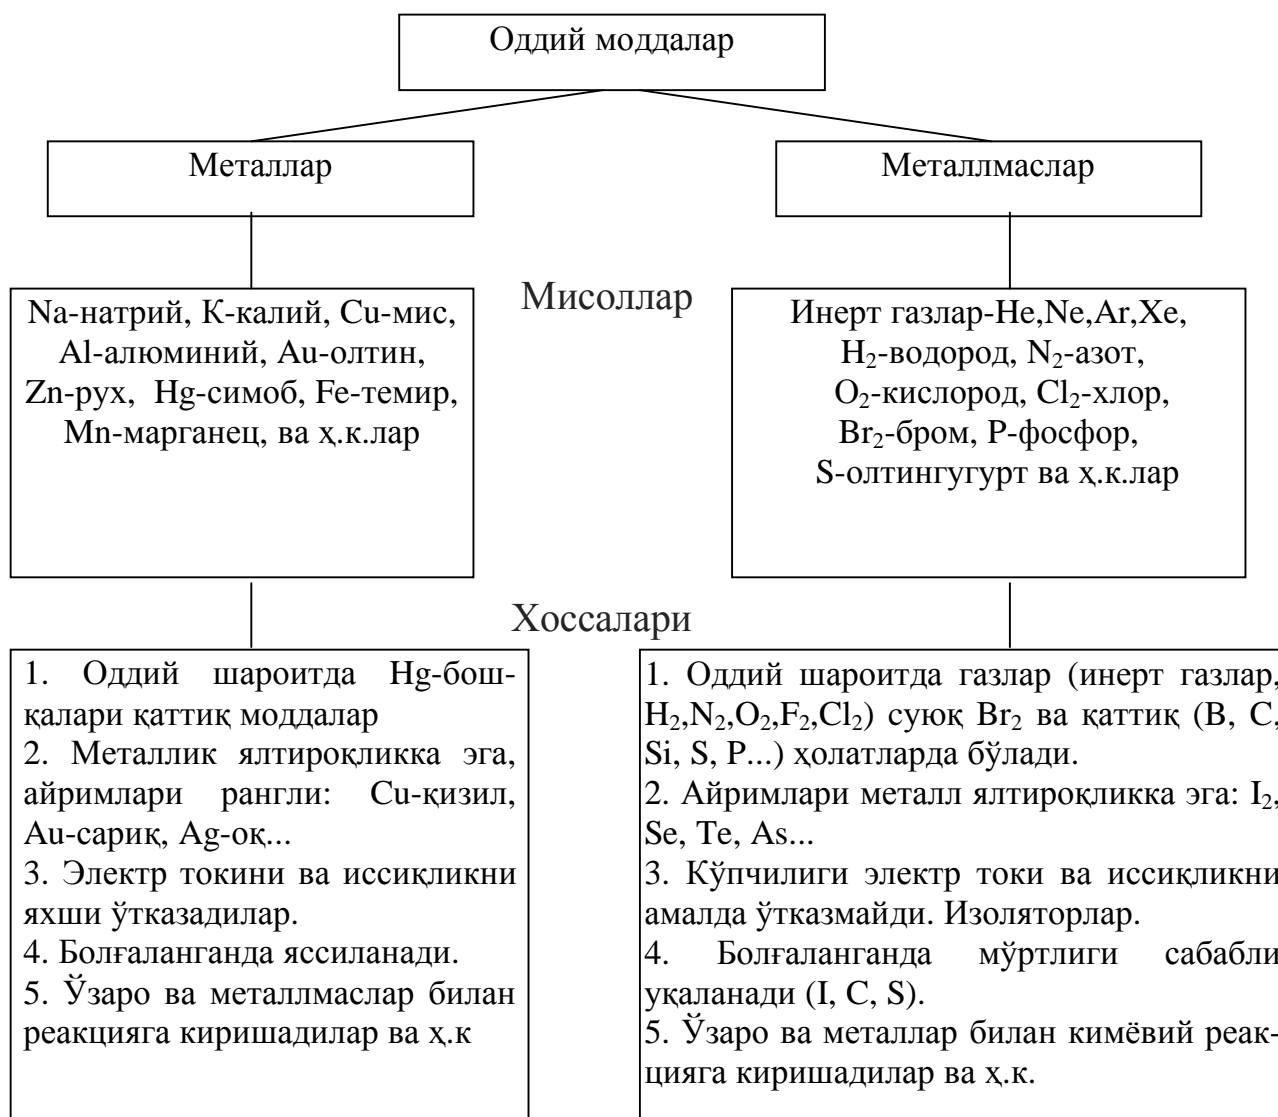 Оддий моддалар
Металлар
Металлмаслар
Мисоллар
Na-натрий, К-калий, Cu-мис,
Al-алюминий, Au-олтин,
Zn-рух, Hg-симоб, Fe-темир,
Mn-марганец, ва ҳ.к.лар
Инерт газлар-He,Ne,Ar,Xe,
H₂-водород, N₂-азот,
O₂-кислород, Cl₂-хлор,
Br₂-бром, P-фосфор,
S-олтингугурт ва ҳ.к.лар
Хоссалари
1. Оддий шароитда Hg-бош-
қалари қаттиқ моддалар
2. Металлик ялтироқликка эга,
айримлари рангли: Cu-қизил,
Au-сариқ, Ag-оқ...
3. Электр токини ва иссиқликни
яхши ўтказадилар.
4. Болғаланганда яссиланади.
5. Ўзаро ва металлмаслар билан
реакцияга киришадилар ва ҳ.к
1. Оддий шароитда газлар (инерт газлар,
H₂,N₂,O₂,F₂,Cl₂) суюқ Br₂ ва қаттиқ (B, C,
Si, S, P...) ҳолатларда бўлади.
2. Айримлари металл ялтироқликка эга: I₂,
Se, Te, As...
3. Кўпчилиги электр токи ва иссиқликни
амалда ўтказмайди. Изоляторлар.
4. Болғаланганда мўртлиги сабабли
уқаланади (I, C, S).
5. Ўзаро ва металлар билан кимёвий реак-
цияга киришадилар ва ҳ.к.